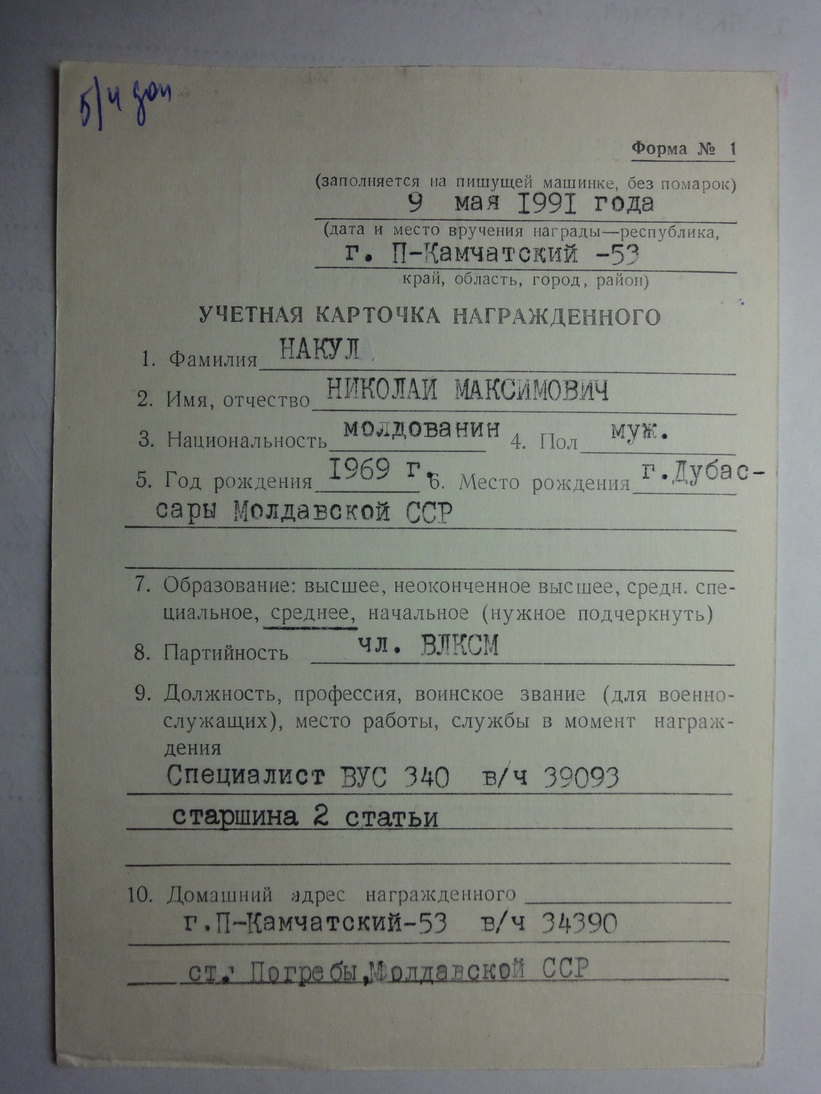 5/ч доп
Форма № 1
(заполняется на пишущей машинке, без помарок)
9 мая 1991 года
(дата и место вручения награды—республика,
г. П-Камчатский -53
край, область, город, район)
УЧЕТНАЯ КАРТОЧКА НАГРАЖДЕННОГО
1. Фамилия НАКУЛ
2. Имя, отчество НИКОЛАЙ МАКСИМОВИЧ
3. Национальность молдованин 4. Пол муж.
5. Год рождения 1969 г. 6. Место рождения г.Дубас-
сары Молдавской ССР
7. Образование: высшее, неоконченное высшее, средн. спе-
циальное, среднее, начальное (нужное подчеркнуть)
8. Партийность чл. ВЛКСМ
9. Должность, профессия, воинское звание (для военно-
служащих), место работы, службы в момент награж-
дения
Специалист ВУС 340 в/ч 39093
старшина 2 статьи
10. Домашний адрес награжденного
г.П-Камчатский-53 в/ч 34390
ст. Погребы,Молдавской ССР